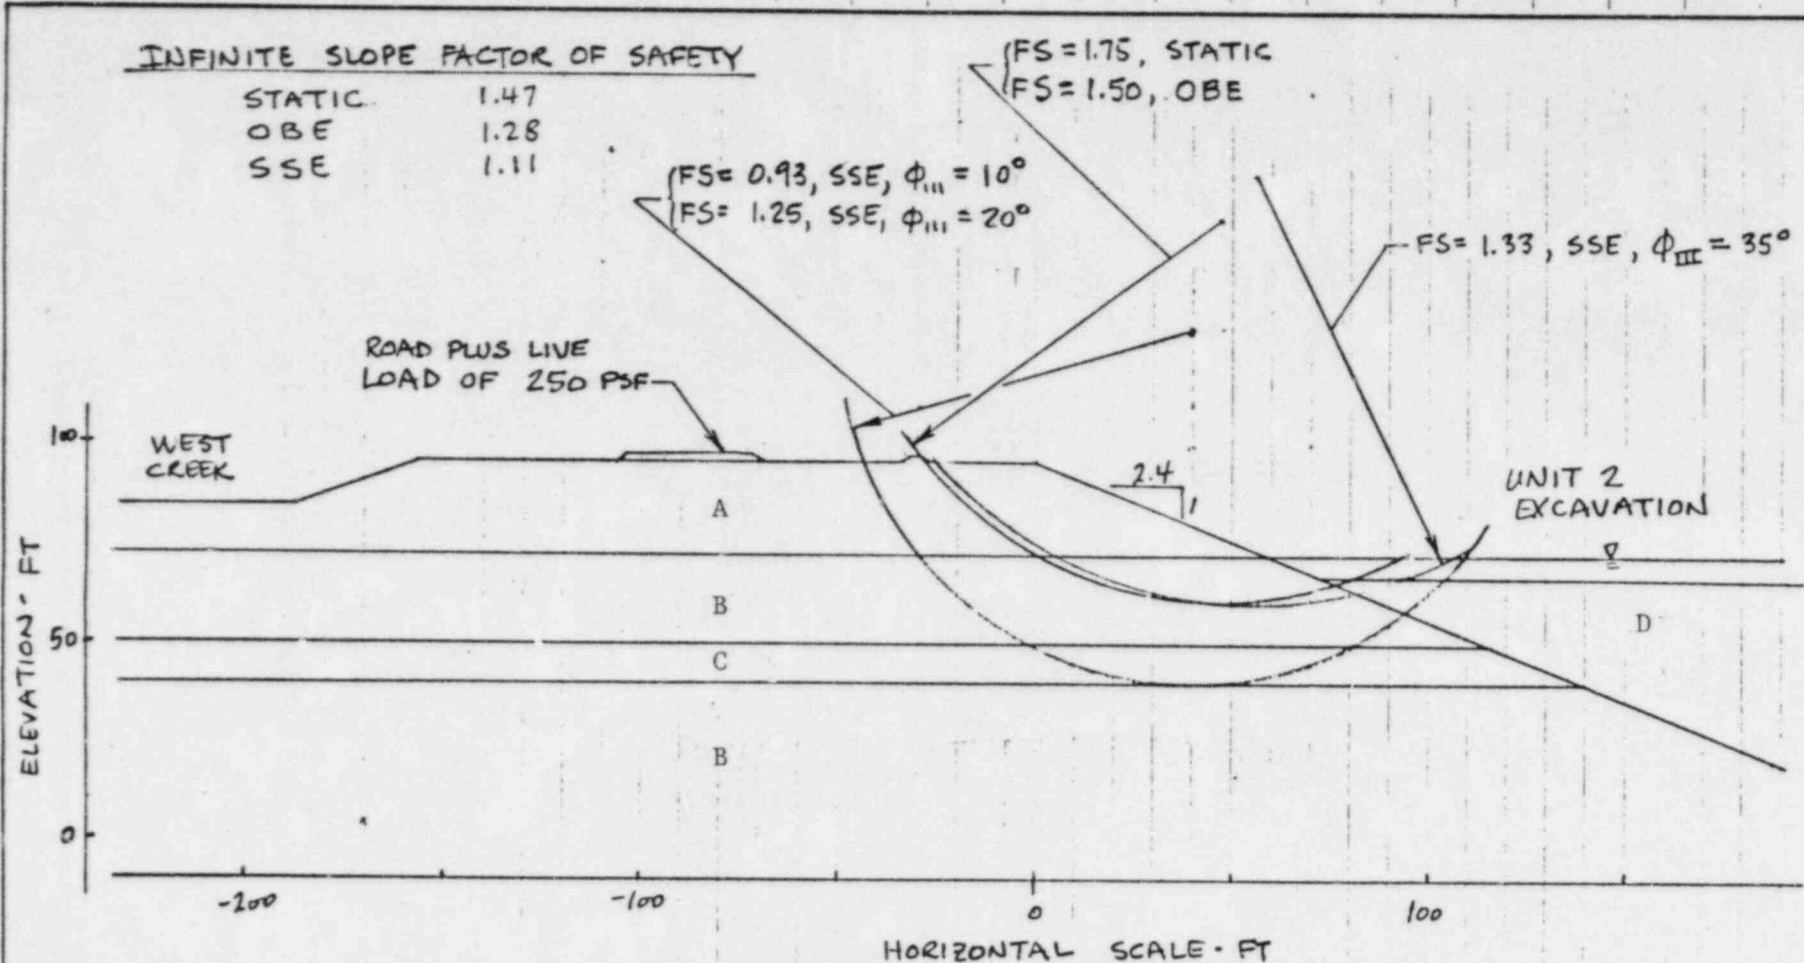 INFINITE SLOPE FACTOR OF SAFETY
STATIC 1.47
OBE 1.28
SSE 1.11
FS=1.75, STATIC
FS=1.50, OBE
FS=0.93, SSE, φIII=10°
FS=1.25, SSE, φIII=20°
FS=1.33, SSE, φIII=35°
ROAD PLUS LIVE
LOAD OF 250 PSF
WEST
CREEK
2.4
1
UNIT 2
EXCAVATION
A
B
C
B
D
100
50
0
ELEVATION - FT
-200
-100
0
100
HORIZONTAL SCALE - FT